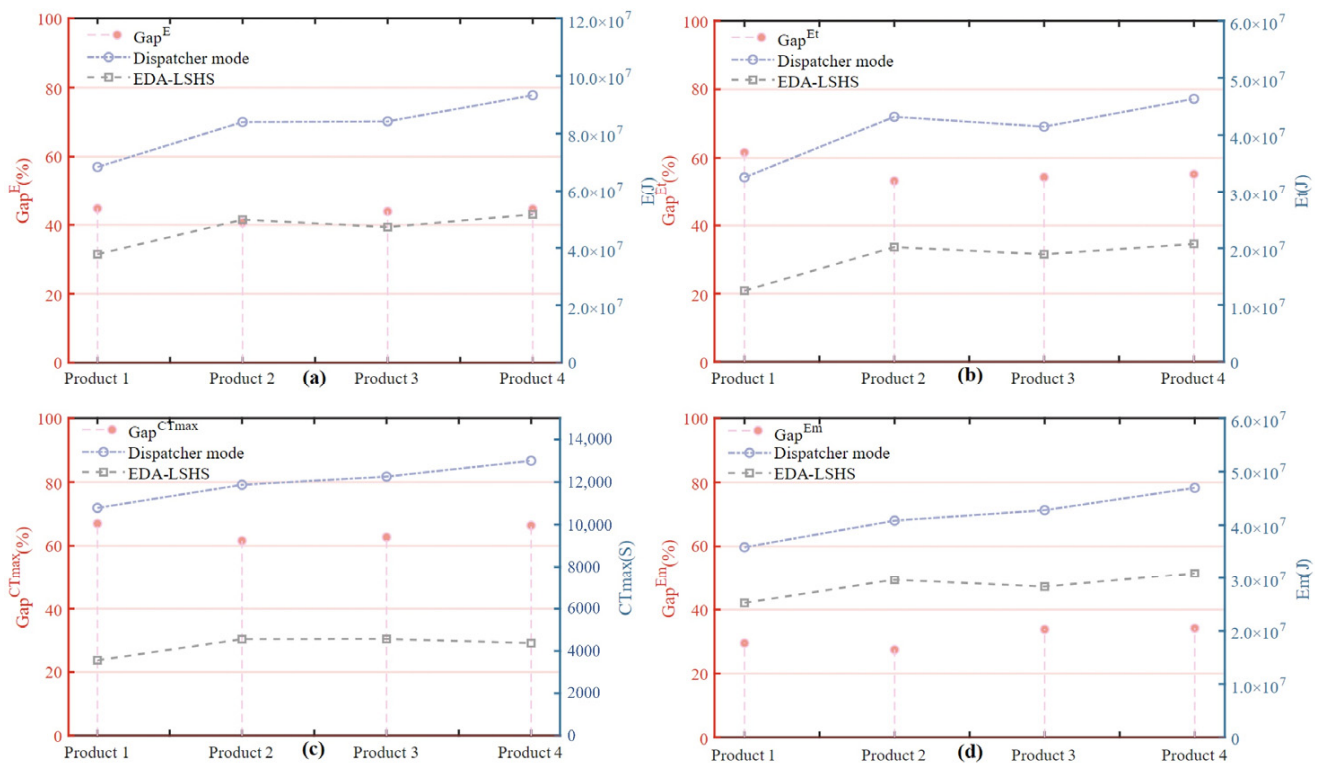 Gap^E
Dispatcher mode
EDA-LSHS
Gap^E(%)
100
80
60
40
20
0
12.0×10^7
10.0×10^7
8.0×10^7
6.0×10^7
4.0×10^7
2.0×10^7
0
E(J)
Product 1
Product 2
(a)
Product 3
Product 4
Gap^Et
Dispatcher mode
EDA-LSHS
Gap^Et(%)
100
80
60
40
20
0
6.0×10^7
5.0×10^7
4.0×10^7
3.0×10^7
2.0×10^7
1.0×10^7
0
Et(J)
Product 1
Product 2
Product 3
(b)
Product 4
Gap^CTmax
Dispatcher mode
EDA-LSHS
Gap^CTmax(%)
100
80
60
40
20
0
14,000
12,000
10,000
8000
6000
4000
2000
0
CTmax(S)
Product 1
Product 2
(c)
Product 3
Product 4
Gap^Em
Dispatcher mode
EDA-LSHS
Gap^Em(%)
100
80
60
40
20
0
6.0×10^7
5.0×10^7
4.0×10^7
3.0×10^7
2.0×10^7
1.0×10^7
0
Em(J)
Product 1
Product 2
Product 3
(d)
Product 4